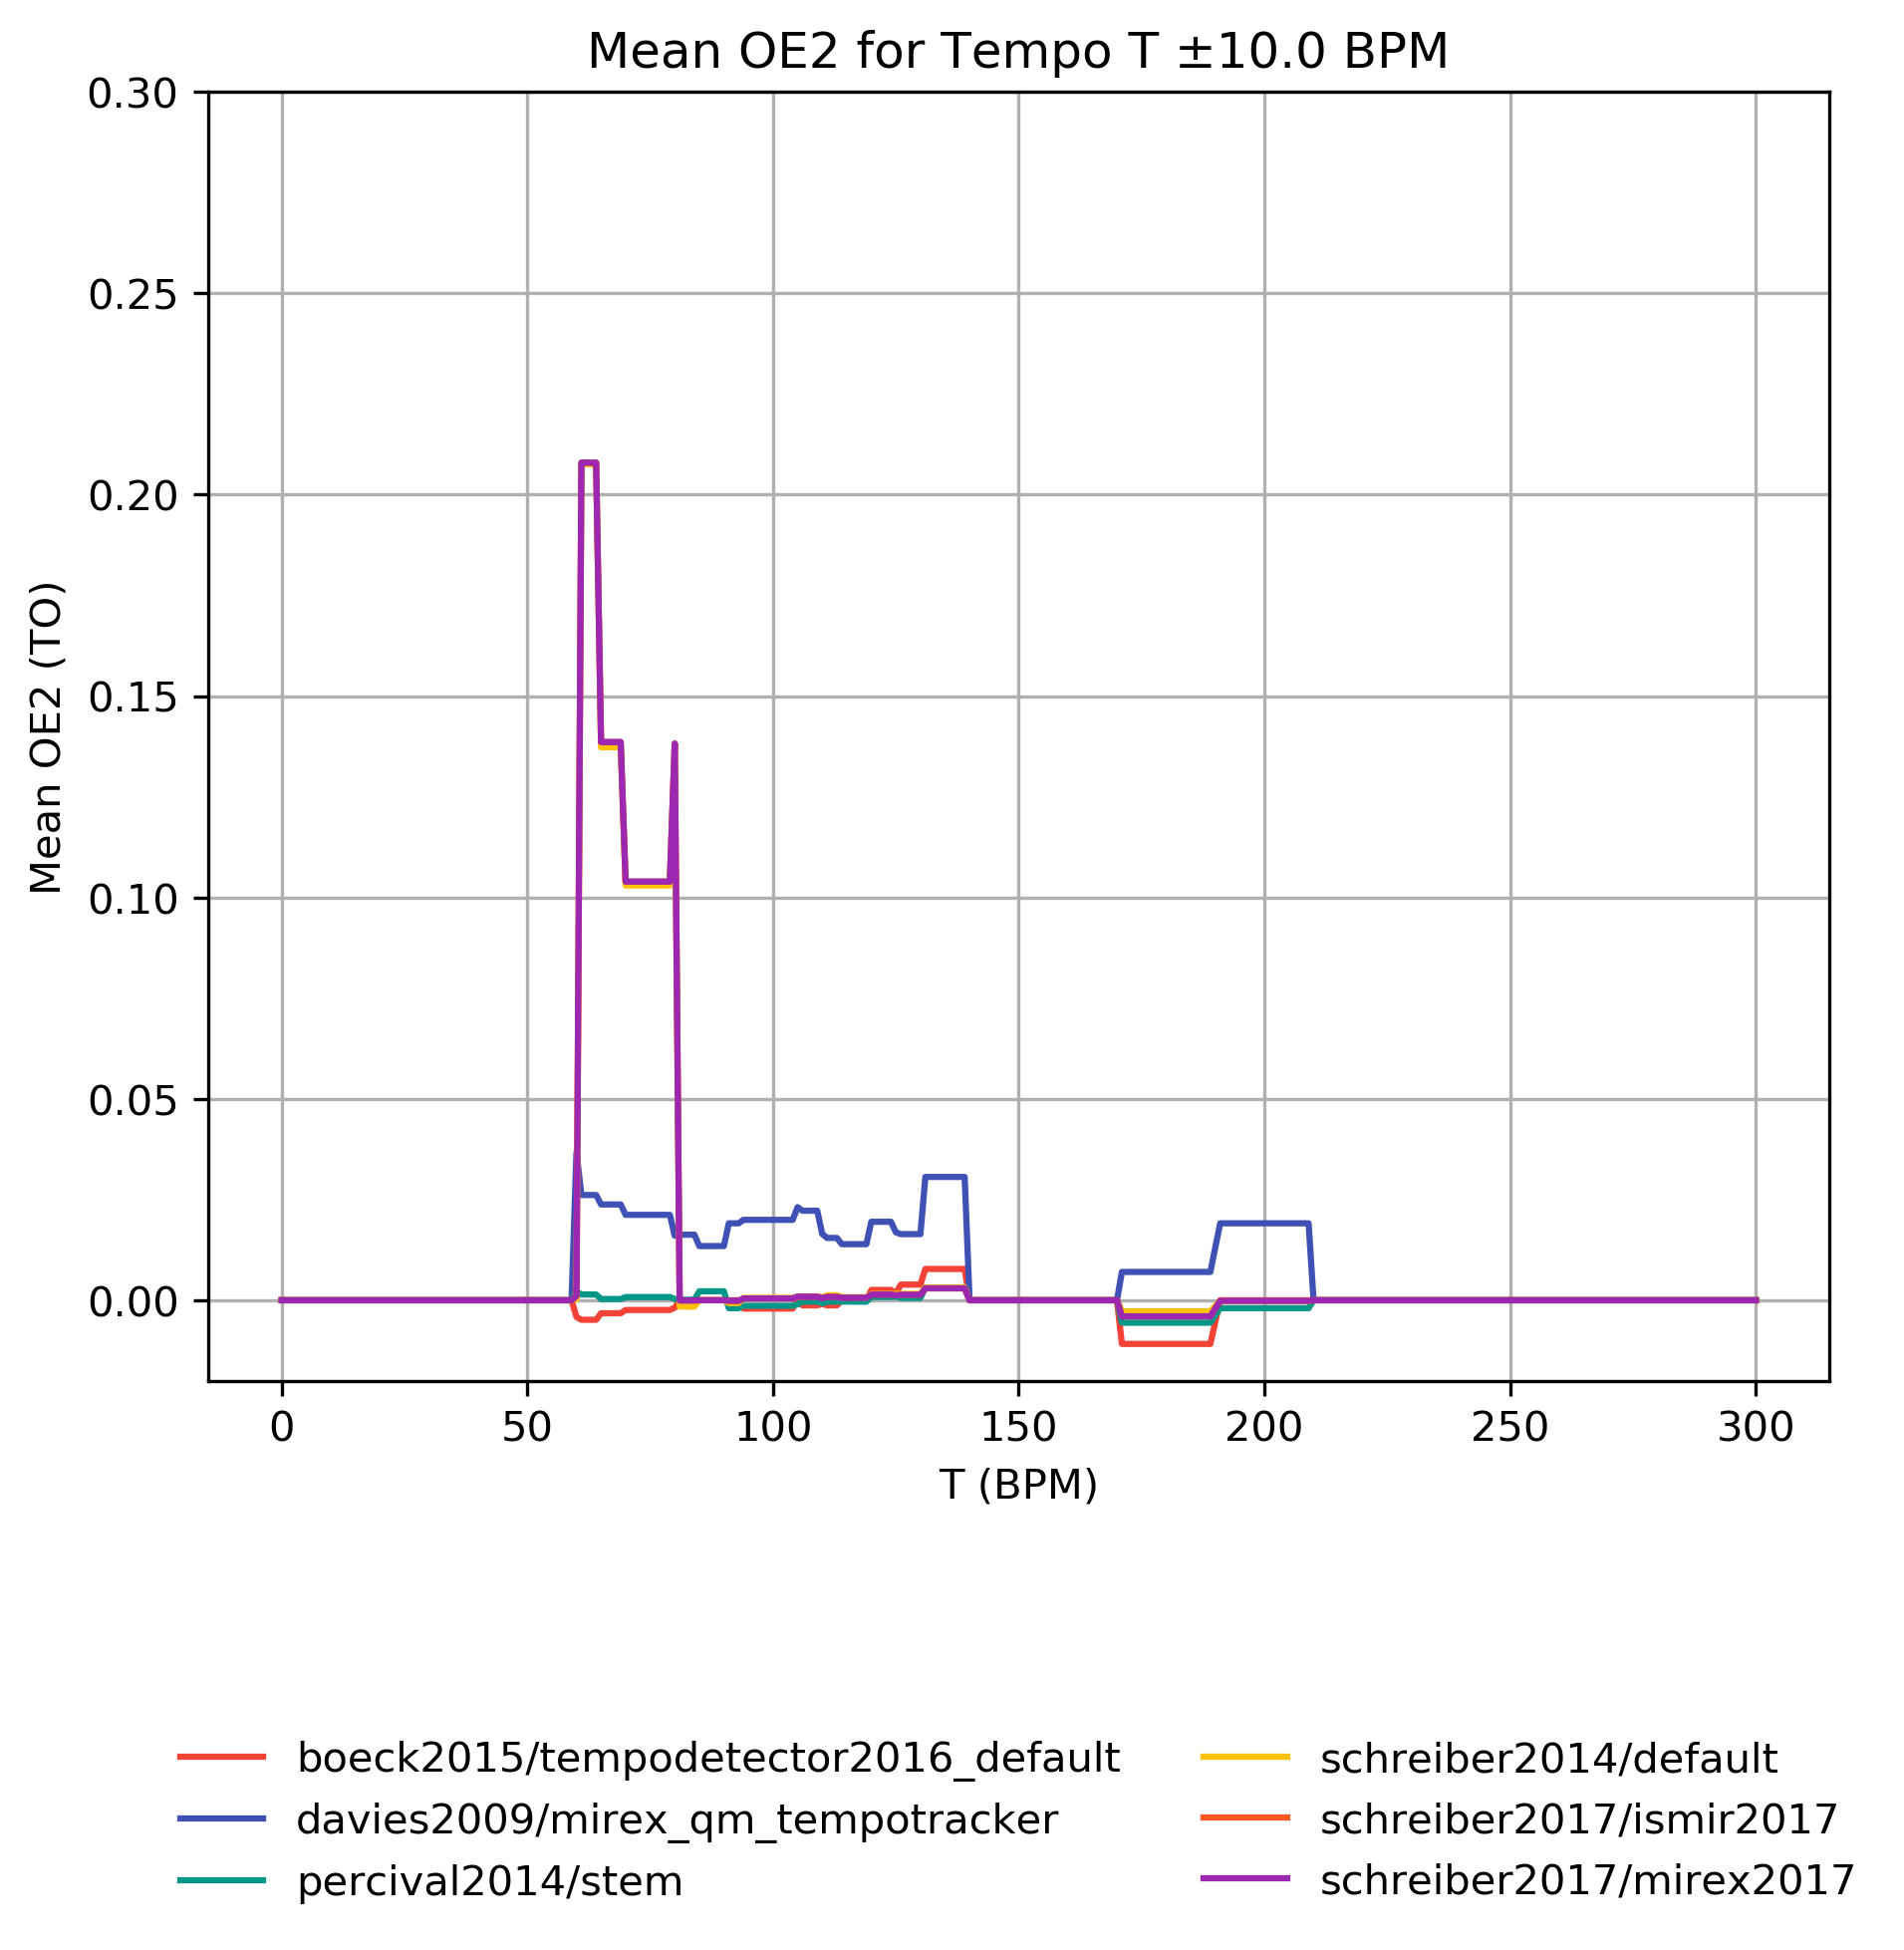 Mean OE2 for Tempo T ±10.0 BPM
0.30
0.25
0.20
0.15
0.10
0.05
0.00
Mean OE2 (TO)
0 50 100 150 200 250 300
T (BPM)
boeck2015/tempodetector2016_default
davies2009/mirex_qm_tempotracker
percival2014/stem
schreiber2014/default
schreiber2017/ismir2017
schreiber2017/mirex2017